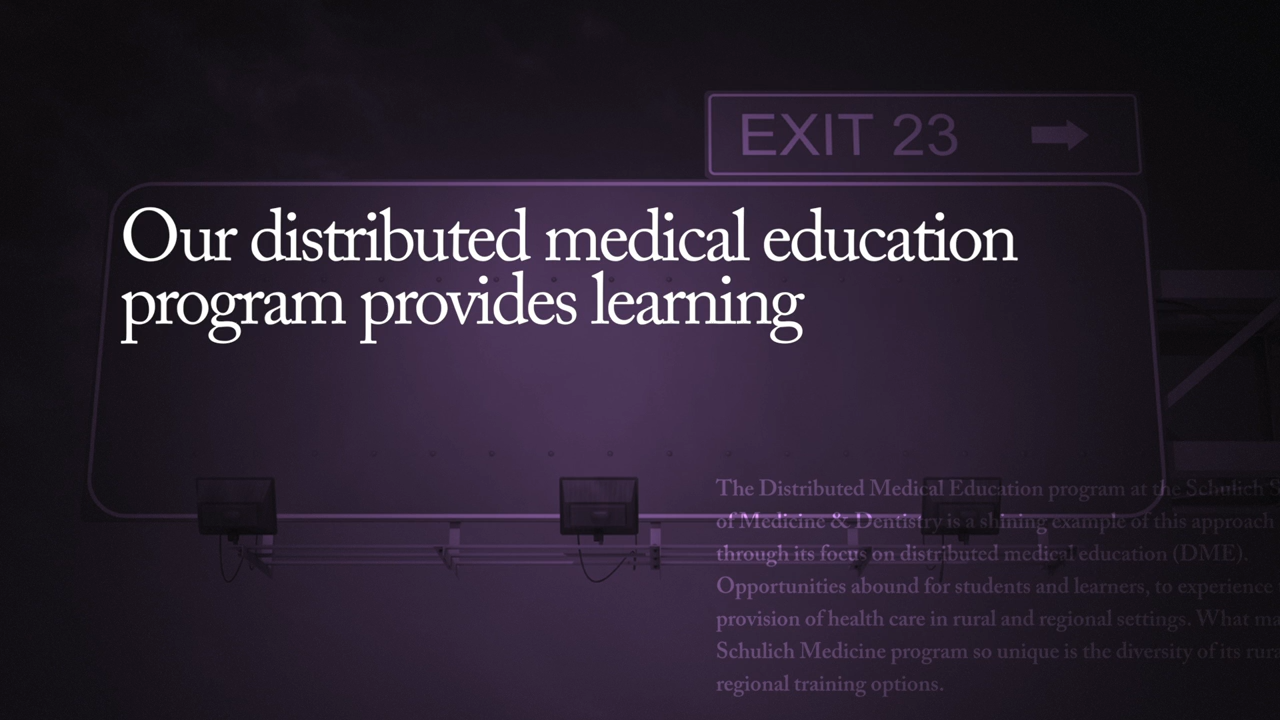 EXIT 23
Our distributed medical education
program provides learning
The Distributed Medical Education program at the Schulich S
of Medicine & Dentistry is a shining example of this approach
through its focus on distributed medical education (DME).
Opportunities abound for students and learners, to experience
provision of health care in rural and regional settings. What ma
Schulich Medicine program so unique is the diversity of its rura
regional training options.